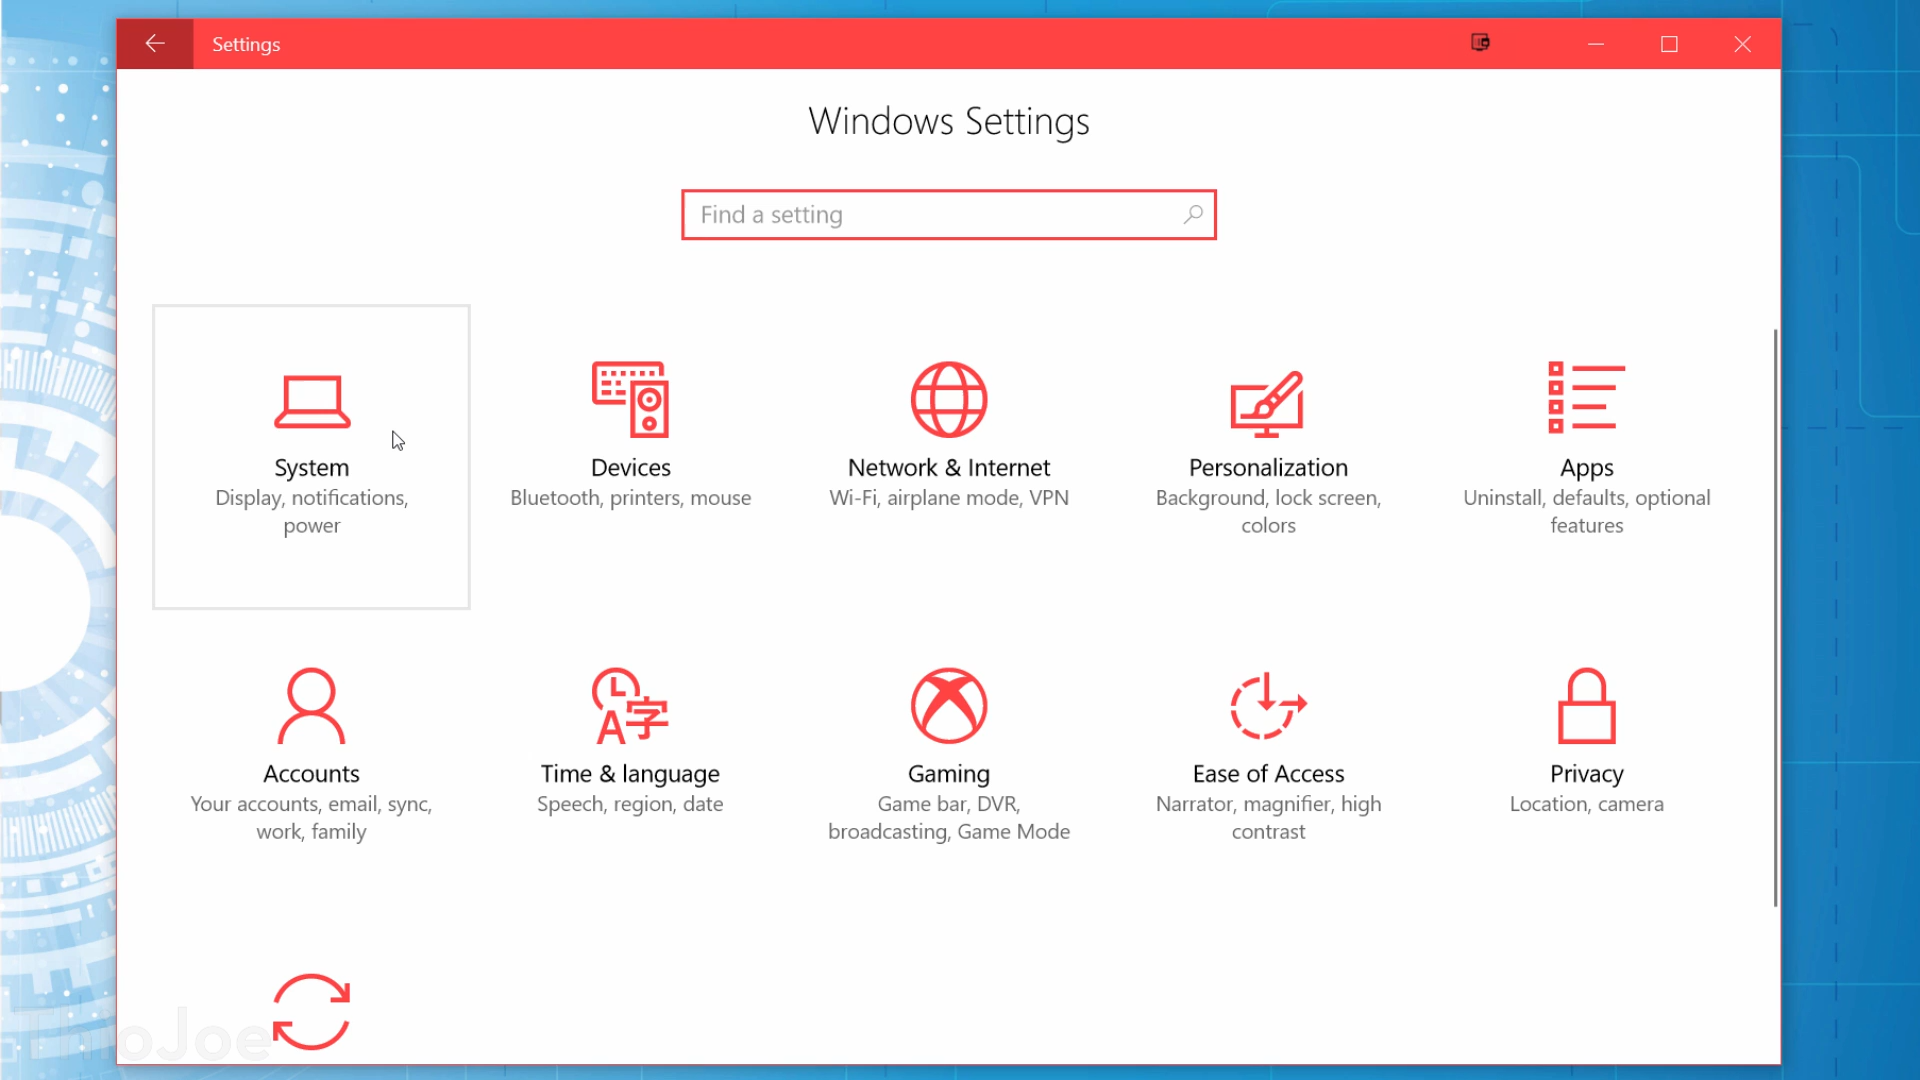 Settings
Windows Settings
Find a setting
System
Display, notifications,
power
Devices
Bluetooth, printers, mouse
Network & Internet
Wi-Fi, airplane mode, VPN
Personalization
Background, lock screen,
colors
Apps
Uninstall, defaults, optional
features
Accounts
Your accounts, email, sync,
work, family
Time & language
Speech, region, date
Gaming
Game bar, DVR,
broadcasting, Game Mode
Ease of Access
Narrator, magnifier, high
contrast
Privacy
Location, camera